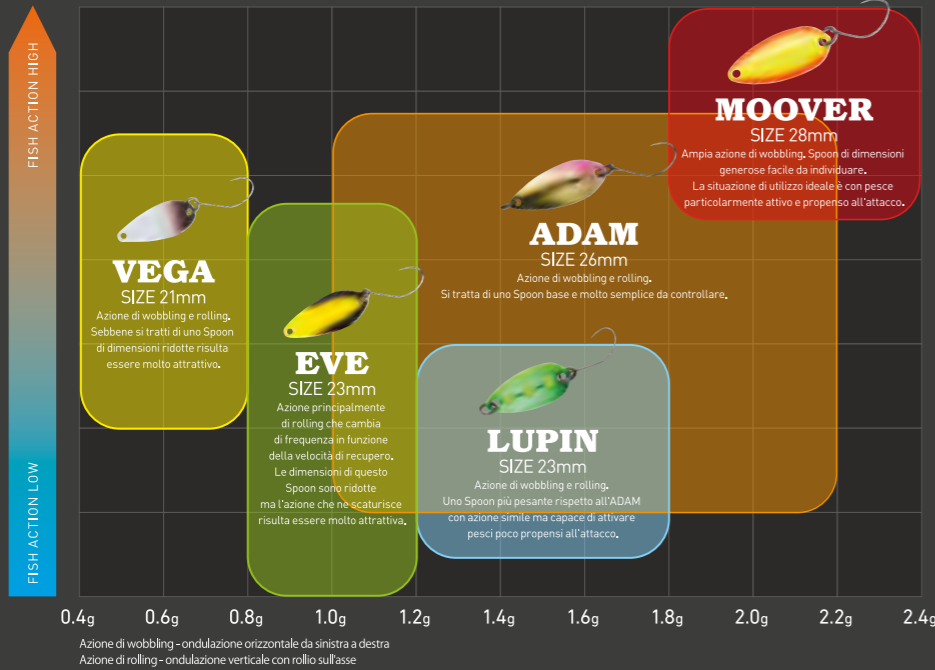 FISH ACTION HIGH
FISH ACTION LOW
MOOVER
SIZE 28mm
Ampia azione di wobbling. Spoon di dimensioni
generose facile da individuare.
La situazione di utilizzo ideale è con pesce
particolarmente attivo e propenso all'attacco.
ADAM
SIZE 26mm
Azione di wobbling e rolling.
Si tratta di uno Spoon base e molto semplice da controllare.
VEGA
SIZE 21mm
Azione di wobbling e rolling.
Sebbene si tratti di uno Spoon
di dimensioni ridotte risulta
essere molto attrattivo.
EVE
SIZE 23mm
Azione principalmente
di rolling che cambia
di frequenza in funzione
della velocità di recupero.
Le dimensioni di questo
Spoon sono ridotte
ma l'azione che ne scaturisce
risulta essere molto attrattiva.
LUPIN
SIZE 23mm
Azione di wobbling e rolling.
Uno Spoon più pesante rispetto all'ADAM
con azione simile ma capace di attivare
pesci poco propensi all'attacco.
0.4g 0.6g 0.8g 1.0g 1.2g 1.4g 1.6g 1.8g 2.0g 2.2g 2.4g
Azione di wobbling - ondulazione orizzontale da sinistra a destra
Azione di rolling - ondulazione verticale con rollio sull'asse